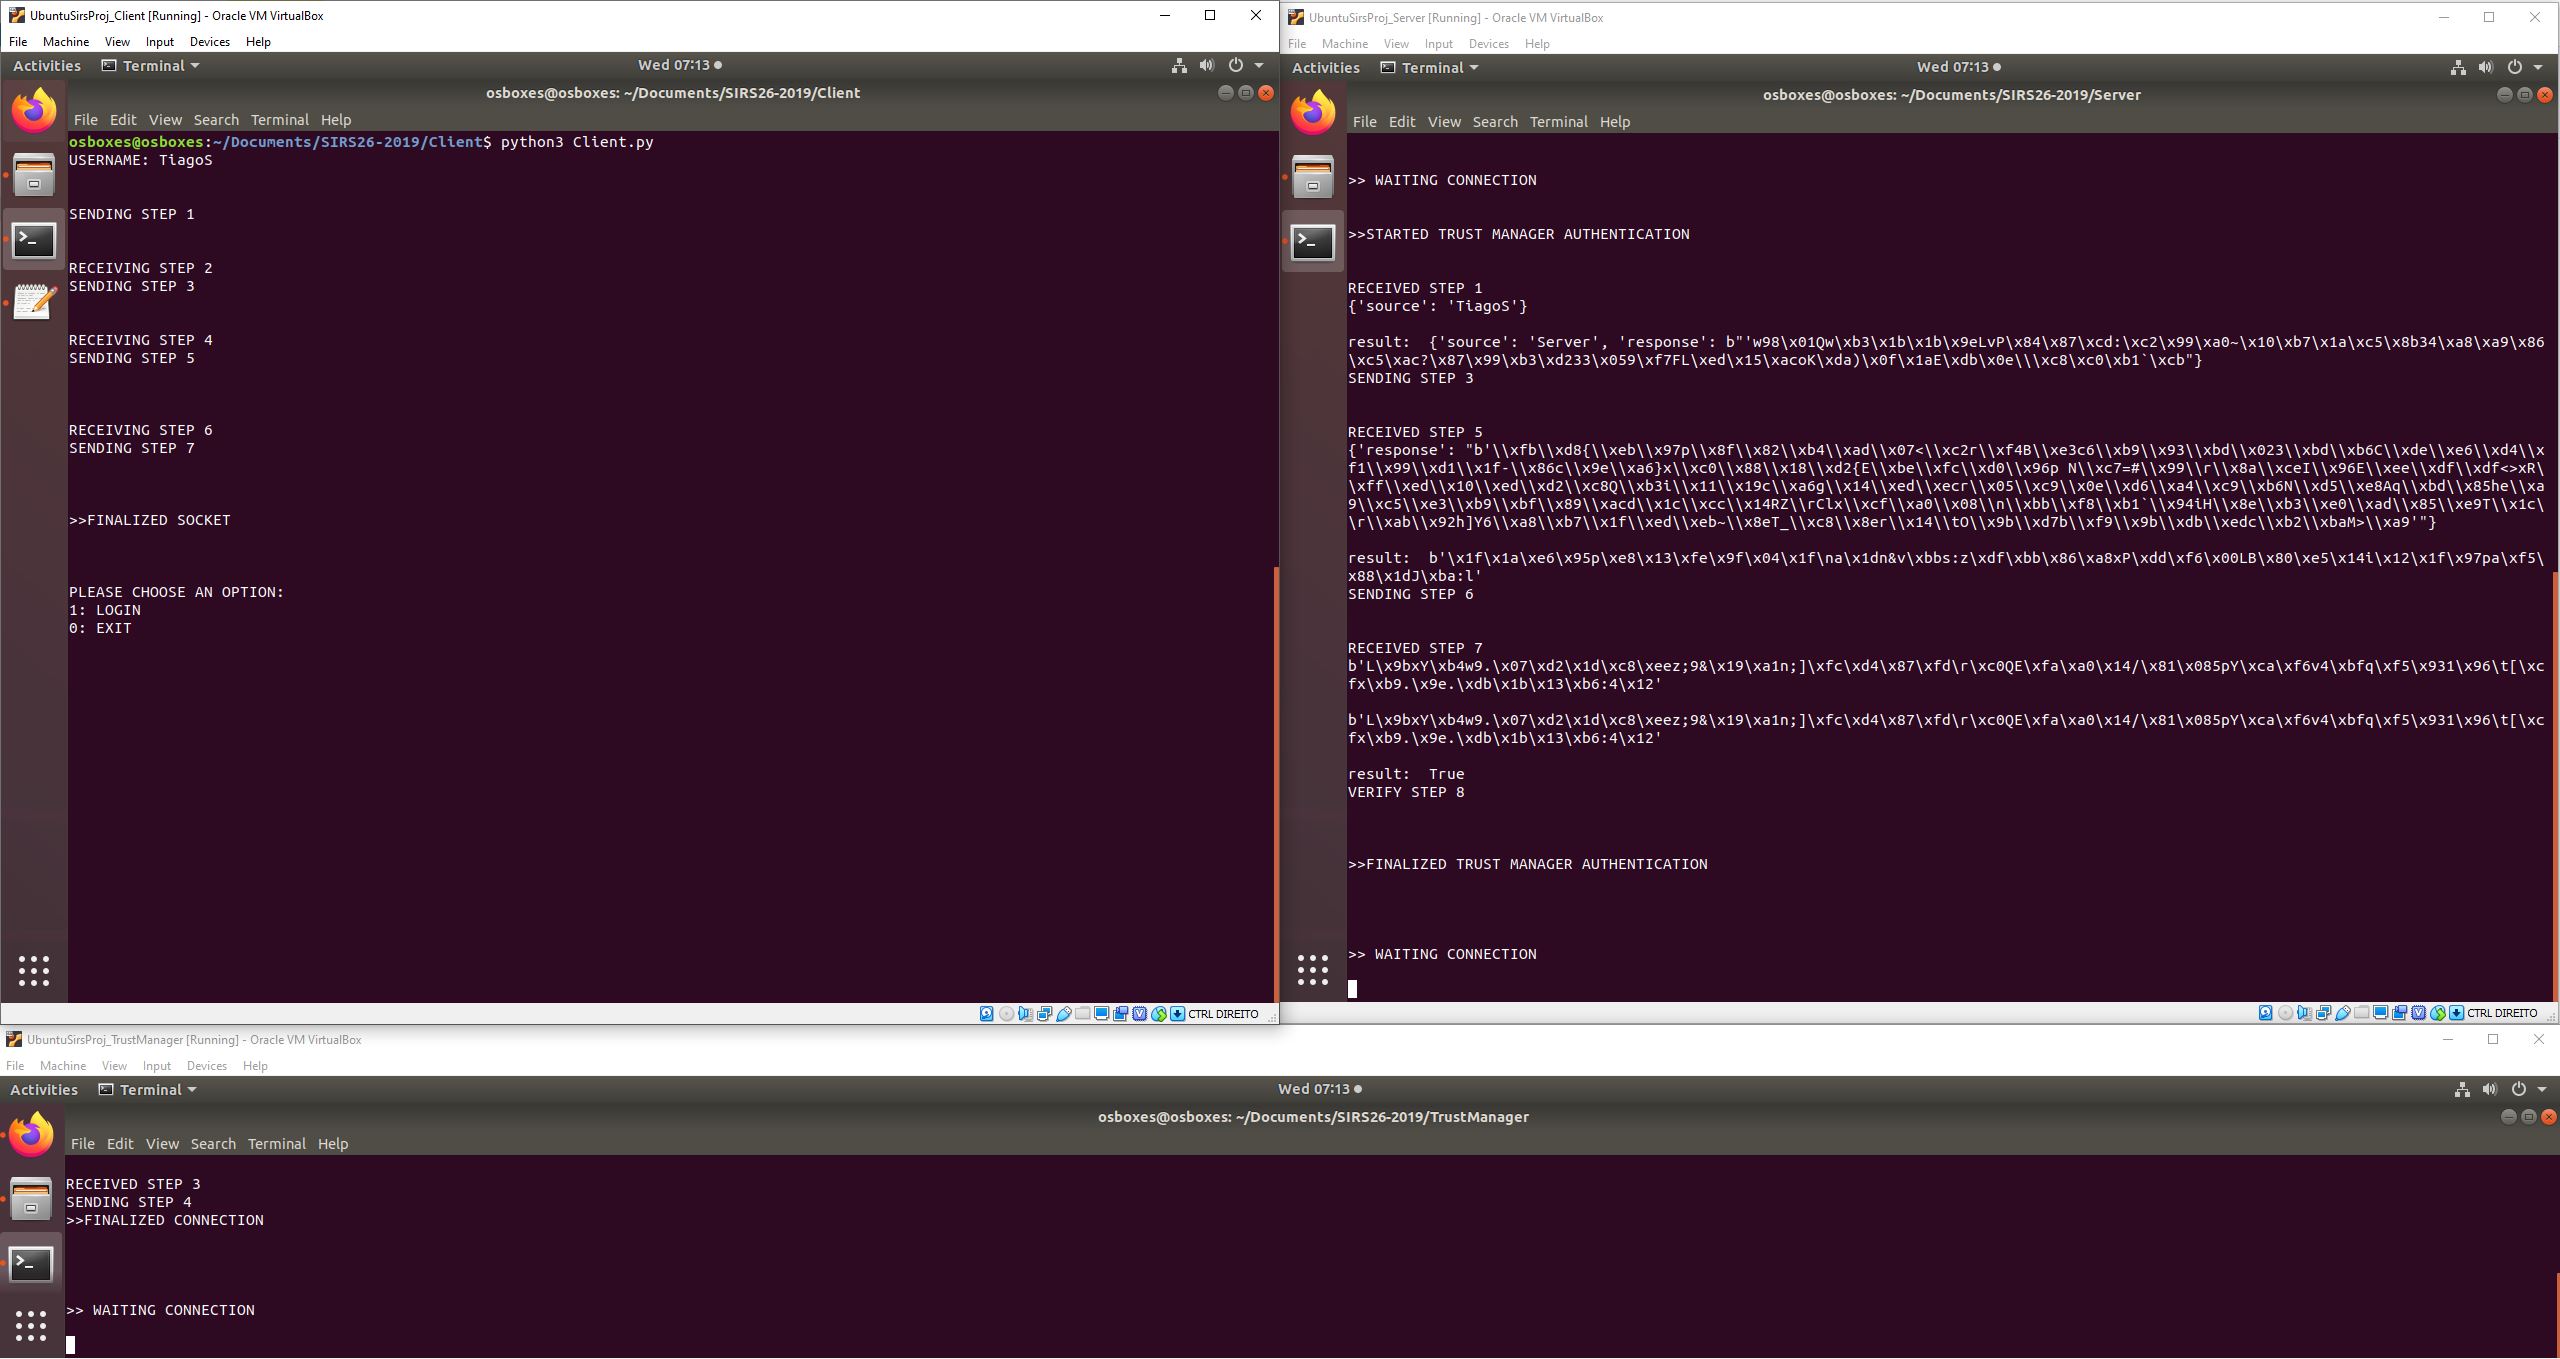 UbuntuSirsProj_Client [Running] - Oracle VM VirtualBox
File Machine View Input Devices Help
Activities Terminal Wed 07:13
osboxes@osboxes: ~/Documents/SIRS26-2019/Client
File Edit View Search Terminal Help
osboxes@osboxes:~/Documents/SIRS26-2019/Client$ python3 Client.py
USERNAME: TiagoS
SENDING STEP 1
RECEIVING STEP 2
SENDING STEP 3
RECEIVING STEP 4
SENDING STEP 5
RECEIVING STEP 6
SENDING STEP 7
>>FINALIZED SOCKET
PLEASE CHOOSE AN OPTION:
1: LOGIN
0: EXIT
CTRL DIREITO
UbuntuSirsProj_Server [Running] - Oracle VM VirtualBox
File Machine View Input Devices Help
Activities Terminal Wed 07:13
osboxes@osboxes: ~/Documents/SIRS26-2019/Server
File Edit View Search Terminal Help
>> WAITING CONNECTION
>>STARTED TRUST MANAGER AUTHENTICATION
RECEIVED STEP 1
{'source': 'TiagoS'}
result:  {'source': 'Server', 'response': b"'w98\x01Qw\xb3\x1b\x1b\x9eLvP\x84\x87\xcd:\xc2\x99\xa0~\x10\xb7\x1a\xc5\x8b34\xa8\xa9\x86
\xc5\xac?\x87\x99\xb3\xd233\x059\xf7FL\xed\x15\xacoK\xda)\x0f\x1aE\xdb\x0e\\\xc8\xc0\xb1`\xcb"}
SENDING STEP 3
RECEIVED STEP 5
{'response': "b'\\xfb\\xd8{\\xeb\\x97p\\x8f\\x82\\xb4\\xad\\x07<\\xc2r\\xf4B\\xe3c6\\xb9\\x93\\xbd\\x023\\xbd\\xb6C\\xde\\xe6\\xd4\\x
f1\\x99\\xd1\\x1f-\\x86c\\x9e\\xa6}x\\xc0\\x88\\x18\\xd2{E\\xbe\\xfc\\xd0\\x96p N\\xc7=#\\x99\\r\\x8a\\xceI\\x96E\\xee\\xdf\\xdf<>xR\
\xff\\xed\\x10\\xed\\xd2\\xc8Q\\xb3i\\x11\\x19c\\xa6g\\x14\\xed\\xecr\\x05\\xc9\\x0e\\xd6\\xa4\\xc9\\xb6N\\xd5\\xe8Aq\\xbd\\x85he\\xa
9\\xc5\\xe3\\xb9\\xbf\\x89\\xacd\\x1c\\xcc\\x14RZ\\rClx\\xcf\\xa0\\x08\\n\\xbb\\xf8\\xb1`\\x94iH\\x8e\\xb3\\xe0\\xad\\x85\\xe9T\\x1c\
\r\\xab\\x92h]Y6\\xa8\\xb7\\x1f\\xed\\xeb~\\x8eT_\\xc8\\x8er\\x14\\tO\\x9b\\xd7b\\xf9\\x9b\\xdb\\xedc\\xb2\\xbaM>\\xa9'"}
result:  b'\x1f\x1a\xe6\x95p\xe8\x13\xfe\x9f\x04\x1f\na\x1dn&v\xbbs:z\xdf\xbb\x86\xa8xP\xdd\xf6\x00LB\x80\xe5\x14i\x12\x1f\x97pa\xf5\
x88\x1dJ\xba:l'
SENDING STEP 6
RECEIVED STEP 7
b'L\x9bxY\xb4w9.\x07\xd2\x1d\xc8\xeez;9&\x19\xa1n;]\xfc\xd4\x87\xfd\r\xc0QE\xfa\xa0\x14/\x81\x085pY\xca\xf6v4\xbfq\xf5\x931\x96\t[\xc
fx\xb9.\x9e.\xdb\x1b\x13\xb6:4\x12'
b'L\x9bxY\xb4w9.\x07\xd2\x1d\xc8\xeez;9&\x19\xa1n;]\xfc\xd4\x87\xfd\r\xc0QE\xfa\xa0\x14/\x81\x085pY\xca\xf6v4\xbfq\xf5\x931\x96\t[\xc
fx\xb9.\x9e.\xdb\x1b\x13\xb6:4\x12'
result:  True
VERIFY STEP 8
>>FINALIZED TRUST MANAGER AUTHENTICATION
>> WAITING CONNECTION
CTRL DIREITO
UbuntuSirsProj_TrustManager [Running] - Oracle VM VirtualBox
File Machine View Input Devices Help
Activities Terminal Wed 07:13
osboxes@osboxes: ~/Documents/SIRS26-2019/TrustManager
File Edit View Search Terminal Help
RECEIVED STEP 3
SENDING STEP 4
>>FINALIZED CONNECTION
>> WAITING CONNECTION